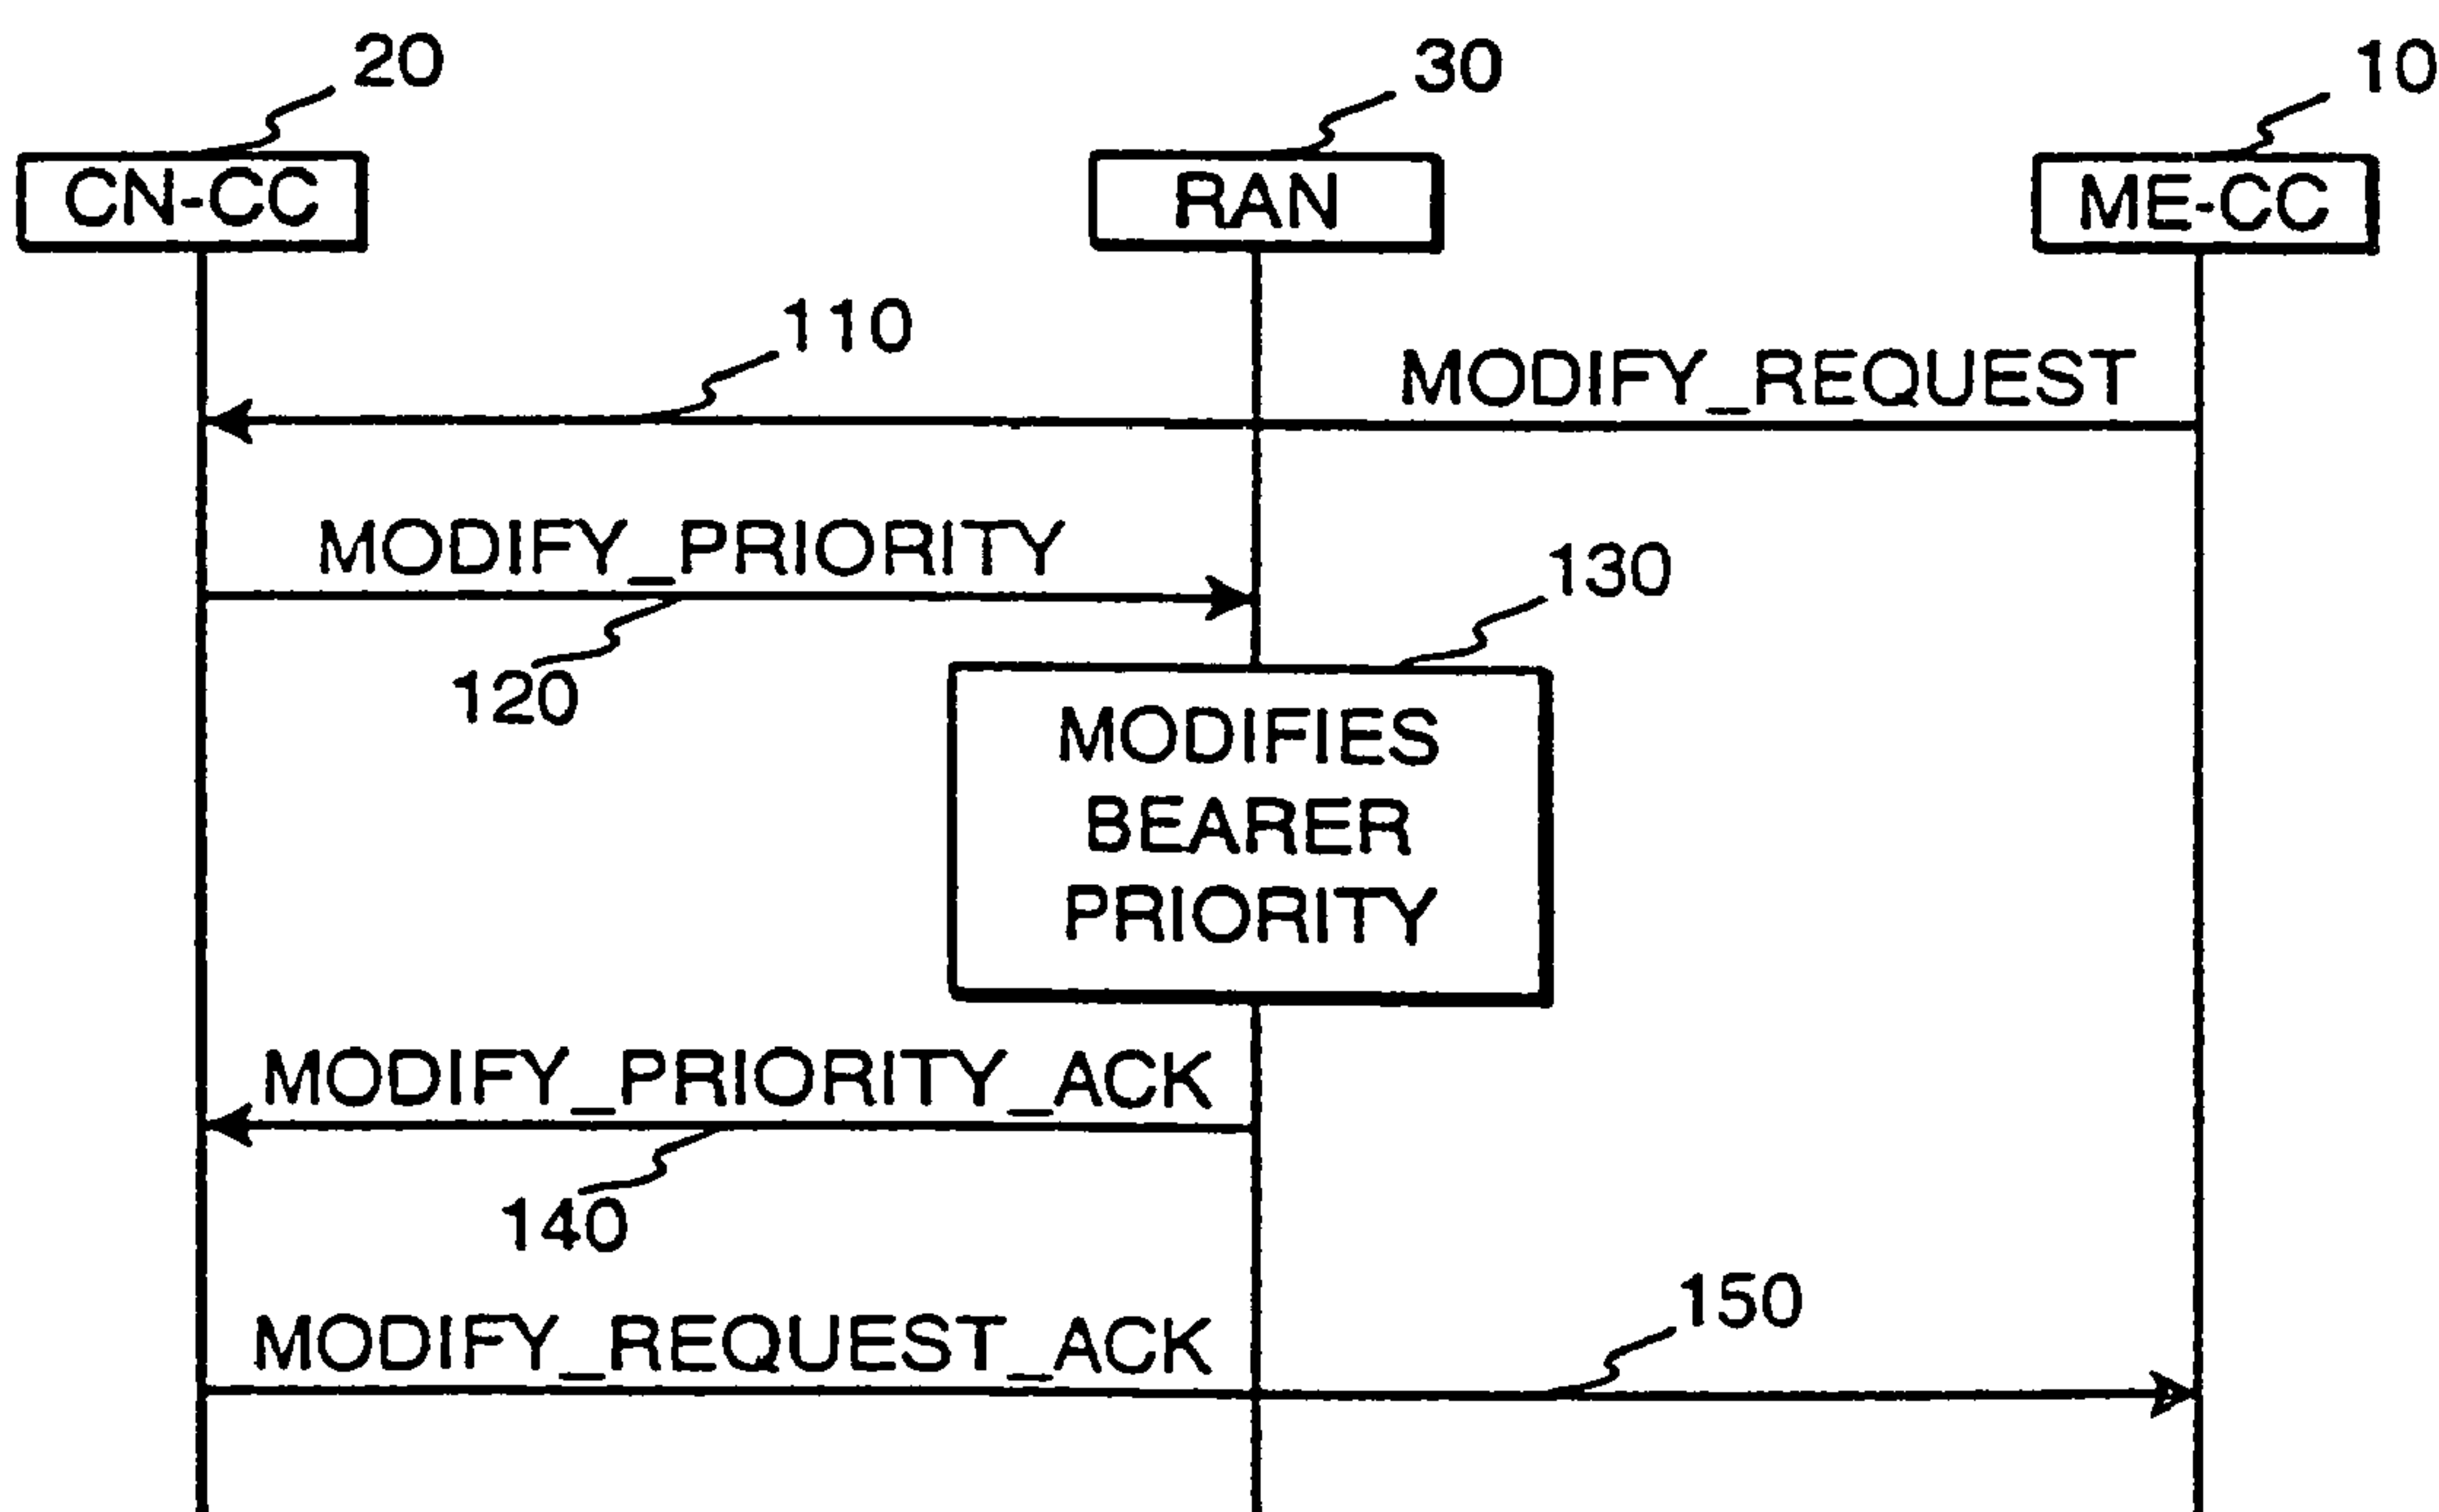 20
30
10
CN-CC
RAN
ME-CC
110
MODIFY_REQUEST
MODIFY_PRIORITY
130
120
MODIFIES
BEARER
PRIORITY
MODIFY_PRIORITY_ACK
140
150
MODIFY_REQUEST_ACK